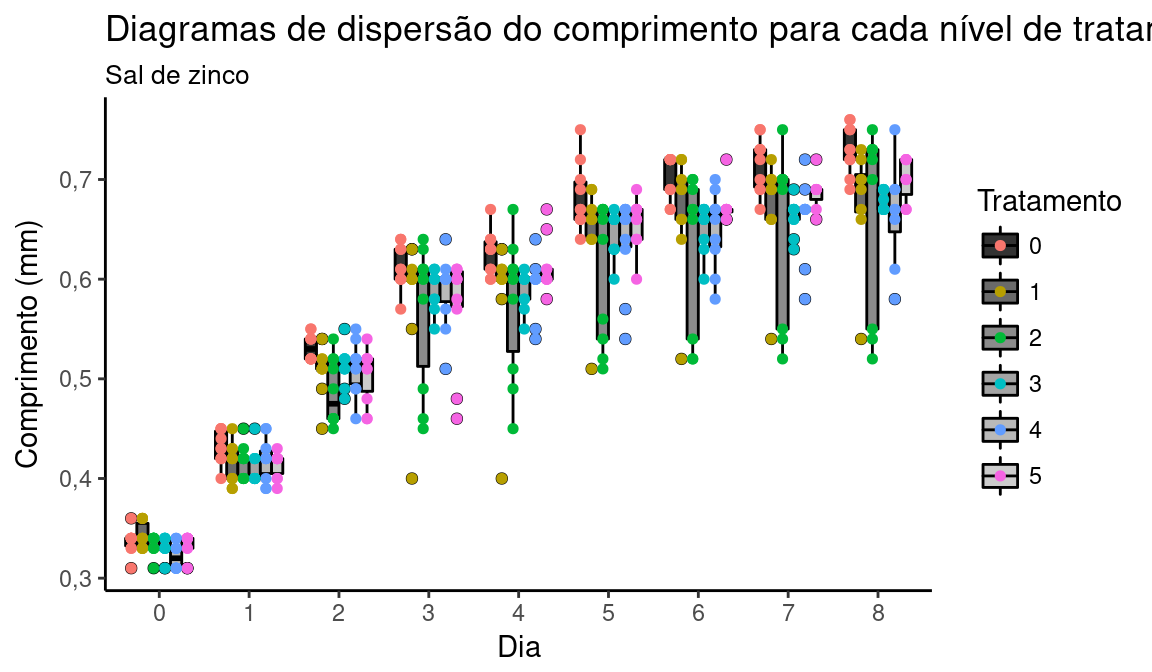 Diagramas de dispersão do comprimento para cada nível de tratar
Sal de zinco
Comprimento (mm)
0,7
0,6
0,5
0,4
0,3
0 1 2 3 4 5 6 7 8
Dia
Tratamento
0
1
2
3
4
5